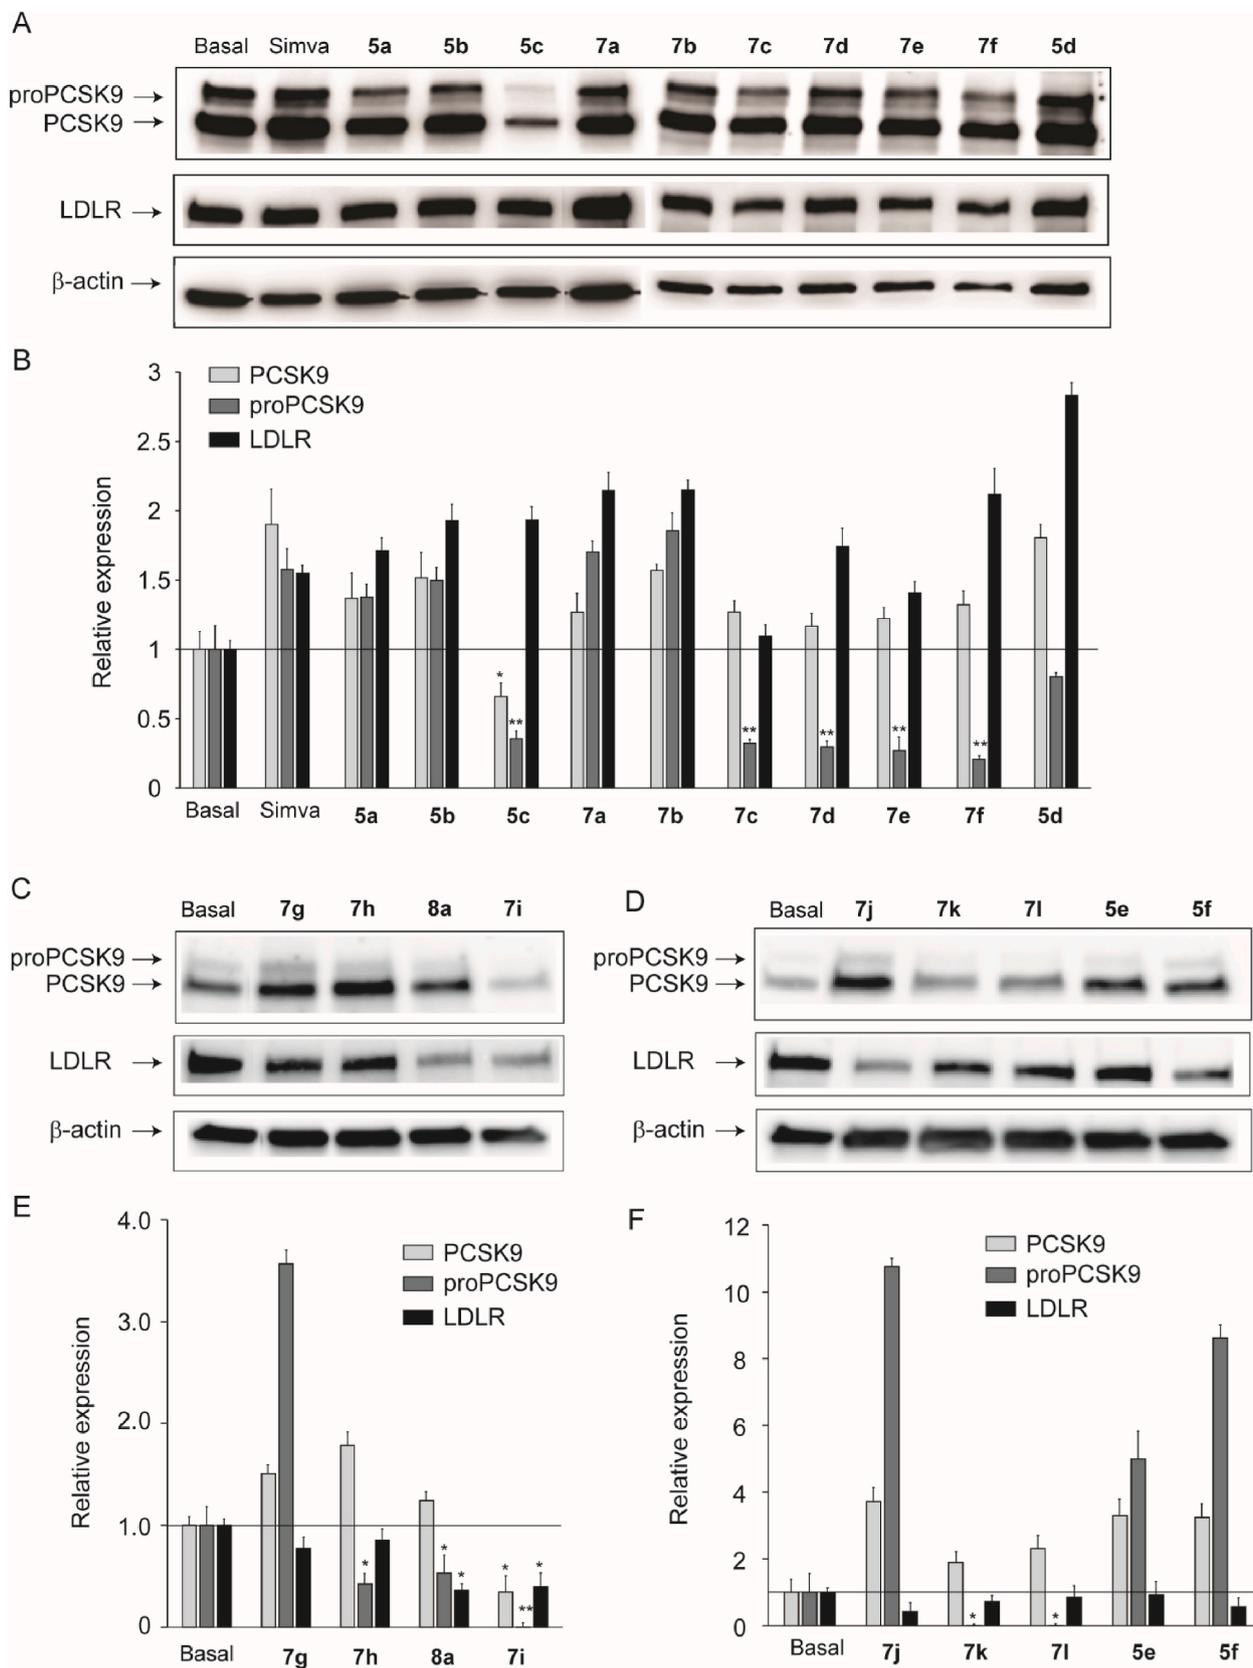 A
Basal Simva 5a 5b 5c 7a 7b 7c 7d 7e 7f 5d
proPCSK9 →
PCSK9 →
LDLR →
β-actin →
B
3
2.5
2
1.5
1
0.5
0
Relative expression
PCSK9
proPCSK9
LDLR
*
**
**
**
**
**
Basal Simva 5a 5b 5c 7a 7b 7c 7d 7e 7f 5d
C
Basal 7g 7h 8a 7i
proPCSK9 →
PCSK9 →
LDLR →
β-actin →
D
Basal 7j 7k 7l 5e 5f
proPCSK9 →
PCSK9 →
LDLR →
β-actin →
E
4.0
3.0
2.0
1.0
0
Relative expression
PCSK9
proPCSK9
LDLR
*
*
*
*
**
*
Basal 7g 7h 8a 7i
F
12
10
8
6
4
2
0
Relative expression
PCSK9
proPCSK9
LDLR
*
*
Basal 7j 7k 7l 5e 5f